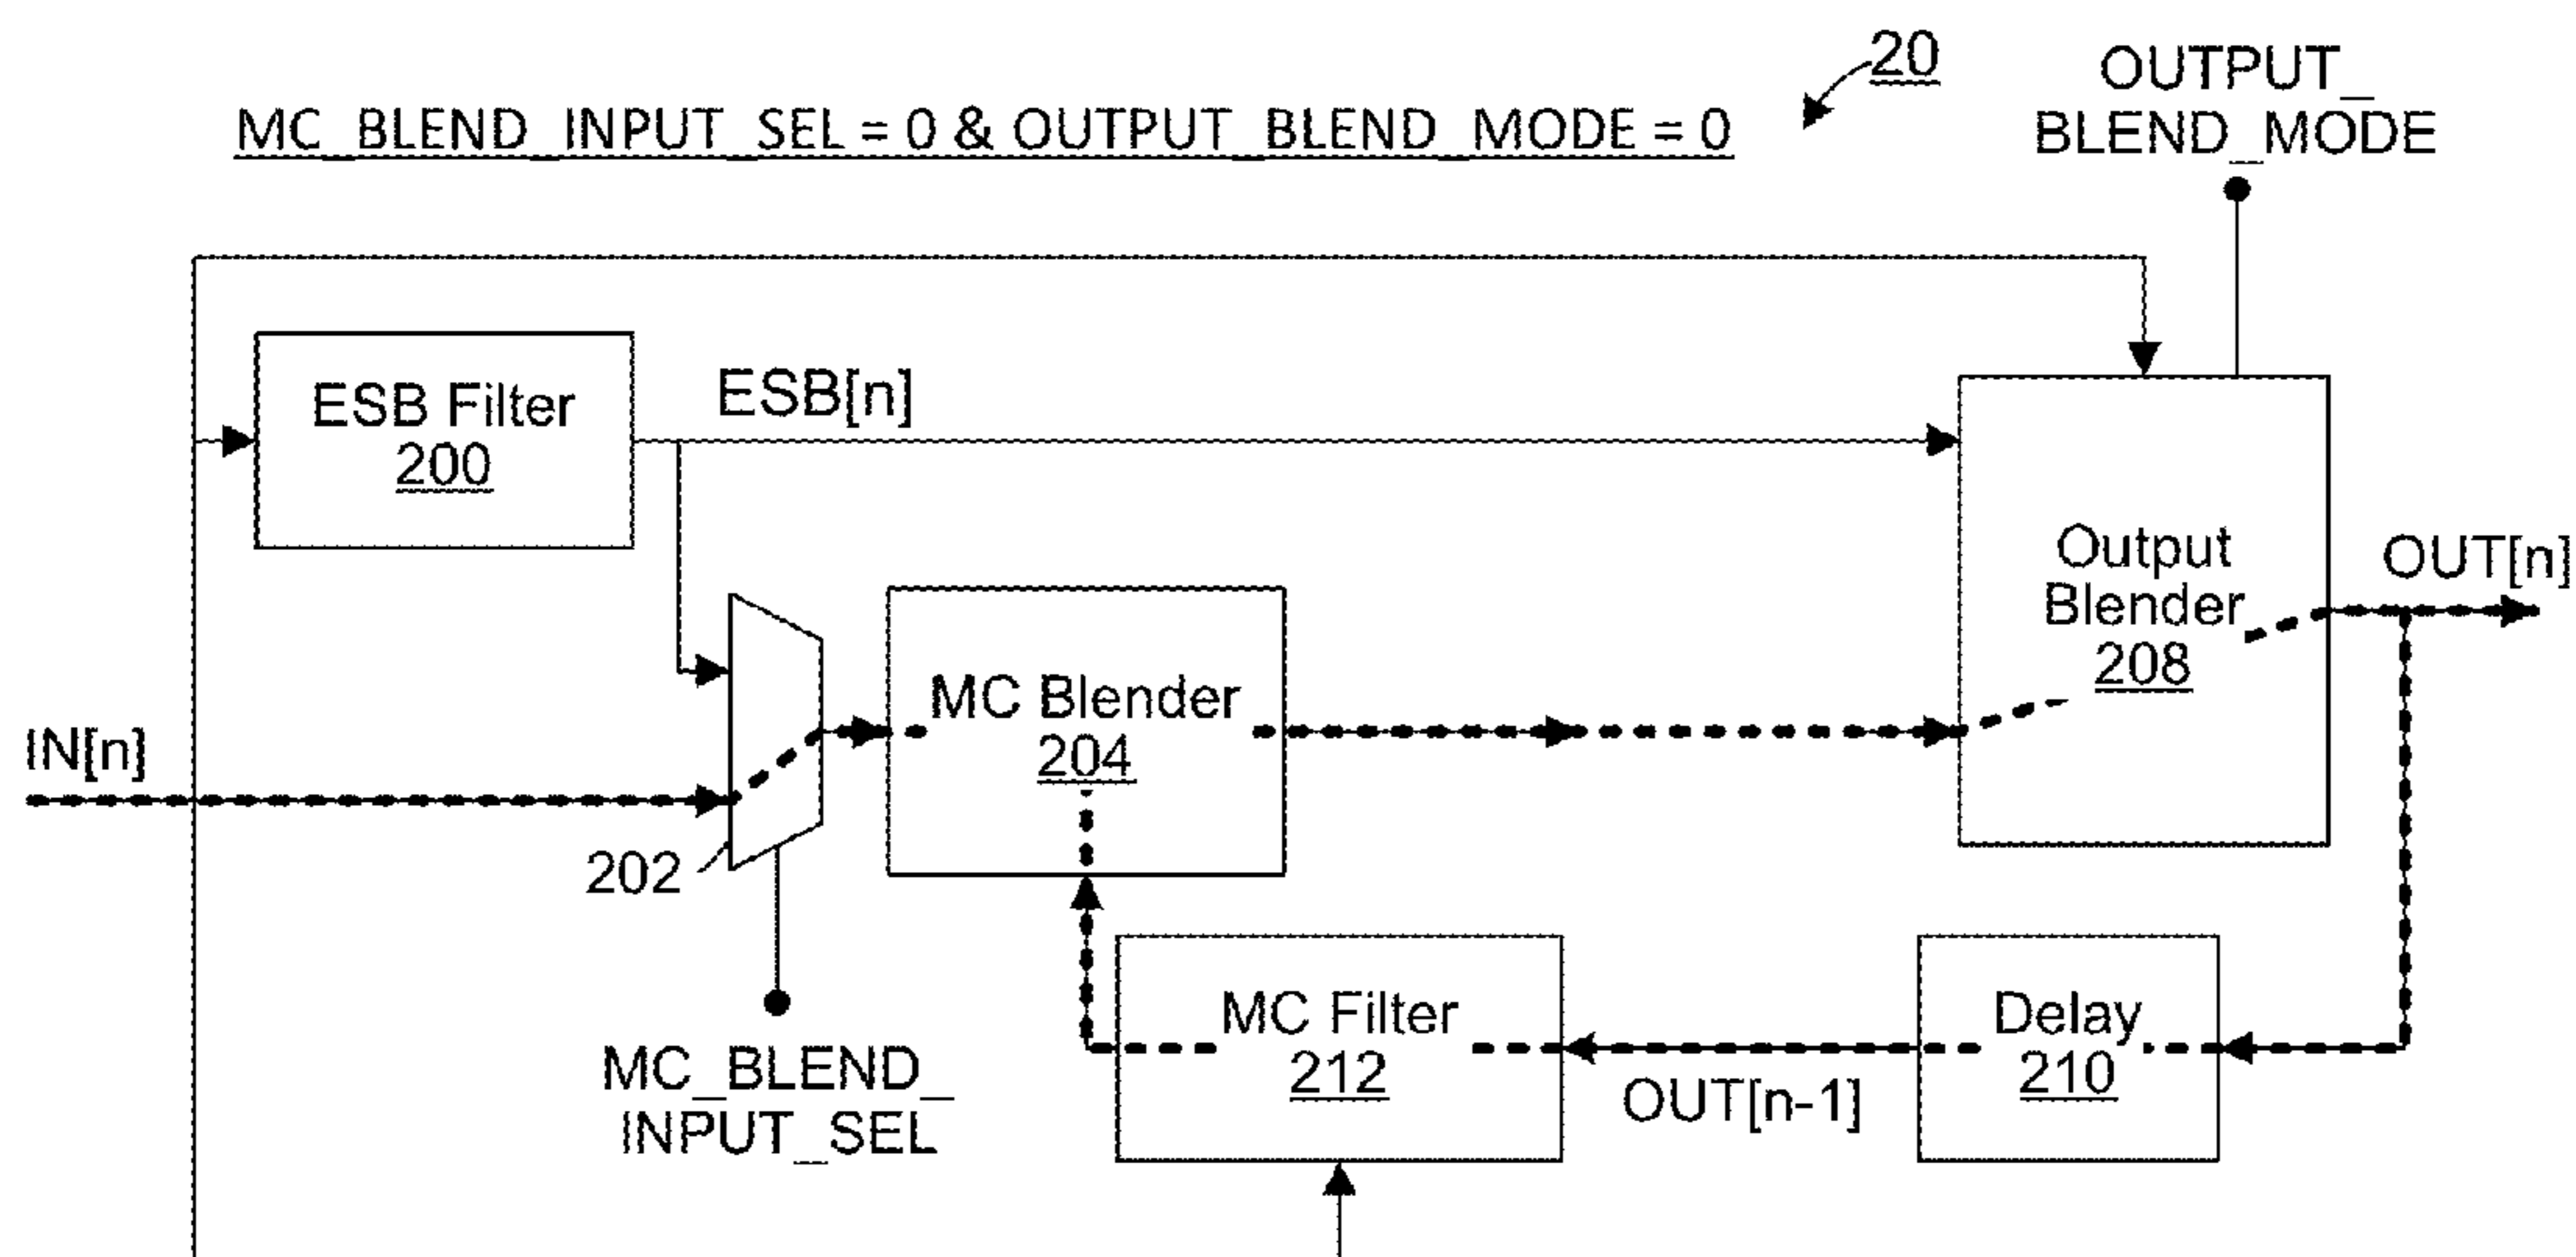 20
OUTPUT_
BLEND_MODE
MC_BLEND_INPUT_SEL = 0 & OUTPUT_BLEND_MODE = 0
ESB Filter
200
ESB[n]
Output
Blender
208
OUT[n]
MC Blender
204
IN[n]
202
MC Filter
212
Delay
210
OUT[n-1]
MC_BLEND_
INPUT_SEL